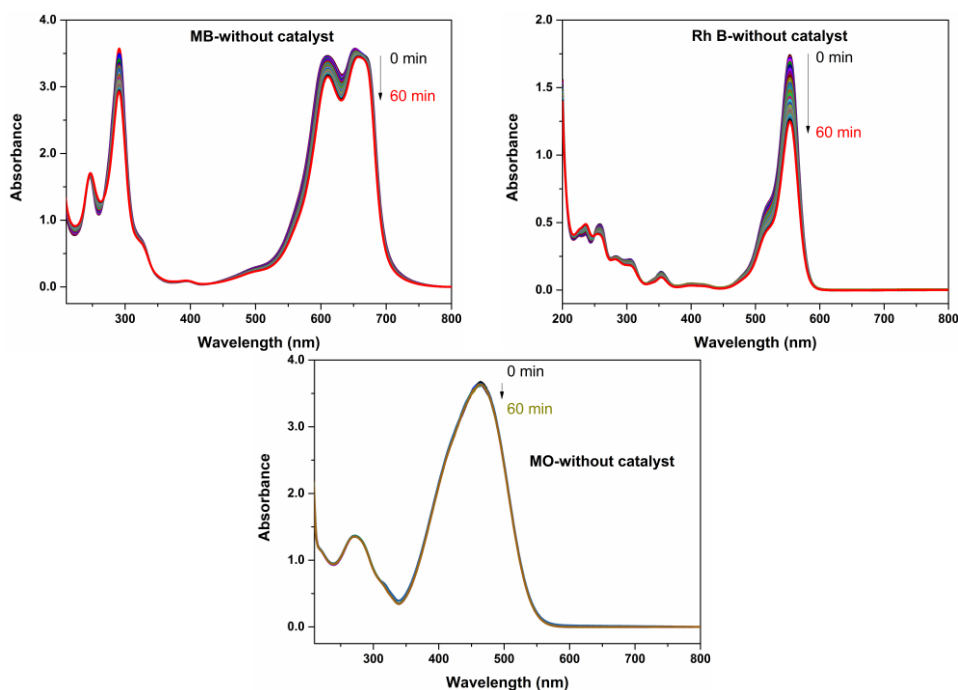 MB-without catalyst
0 min
60 min
4.0
3.0
2.0
1.0
0.0
Absorbance
300
400
500
600
700
800
Wavelength (nm)
Rh B-without catalyst
0 min
60 min
2.0
1.5
1.0
0.5
0.0
Absorbance
200
300
400
500
600
700
800
Wavelength (nm)
0 min
60 min
MO-without catalyst
4.0
3.0
2.0
1.0
0.0
Absorbance
300
400
500
600
700
800
Wavelength (nm)